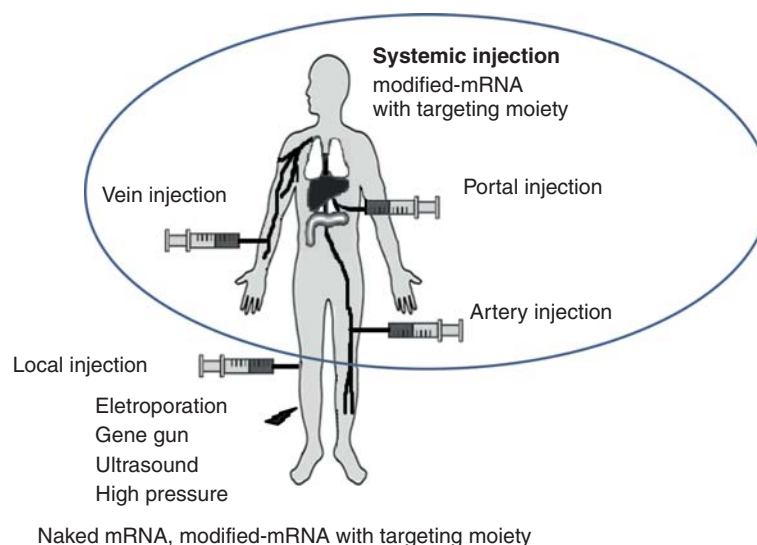 Systemic injection
modified-mRNA
with targeting moiety
Vein injection
Portal injection
Artery injection
Local injection
Eletroporation
Gene gun
Ultrasound
High pressure
Naked mRNA, modified-mRNA with targeting moiety